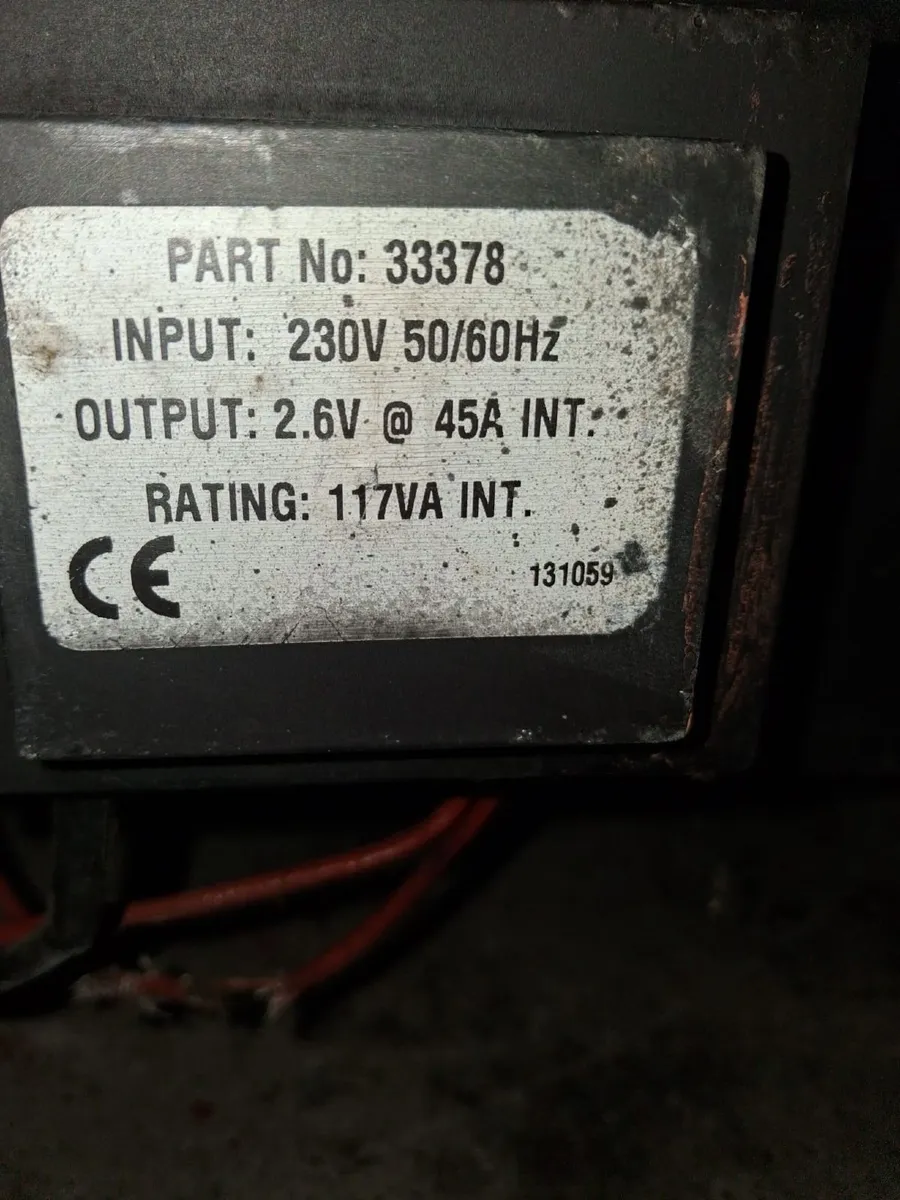 PART No: 33378
INPUT: 230V 50/60Hz
OUTPUT: 2.6V @ 45A INT.
RATING: 117VA INT.
CE
131059